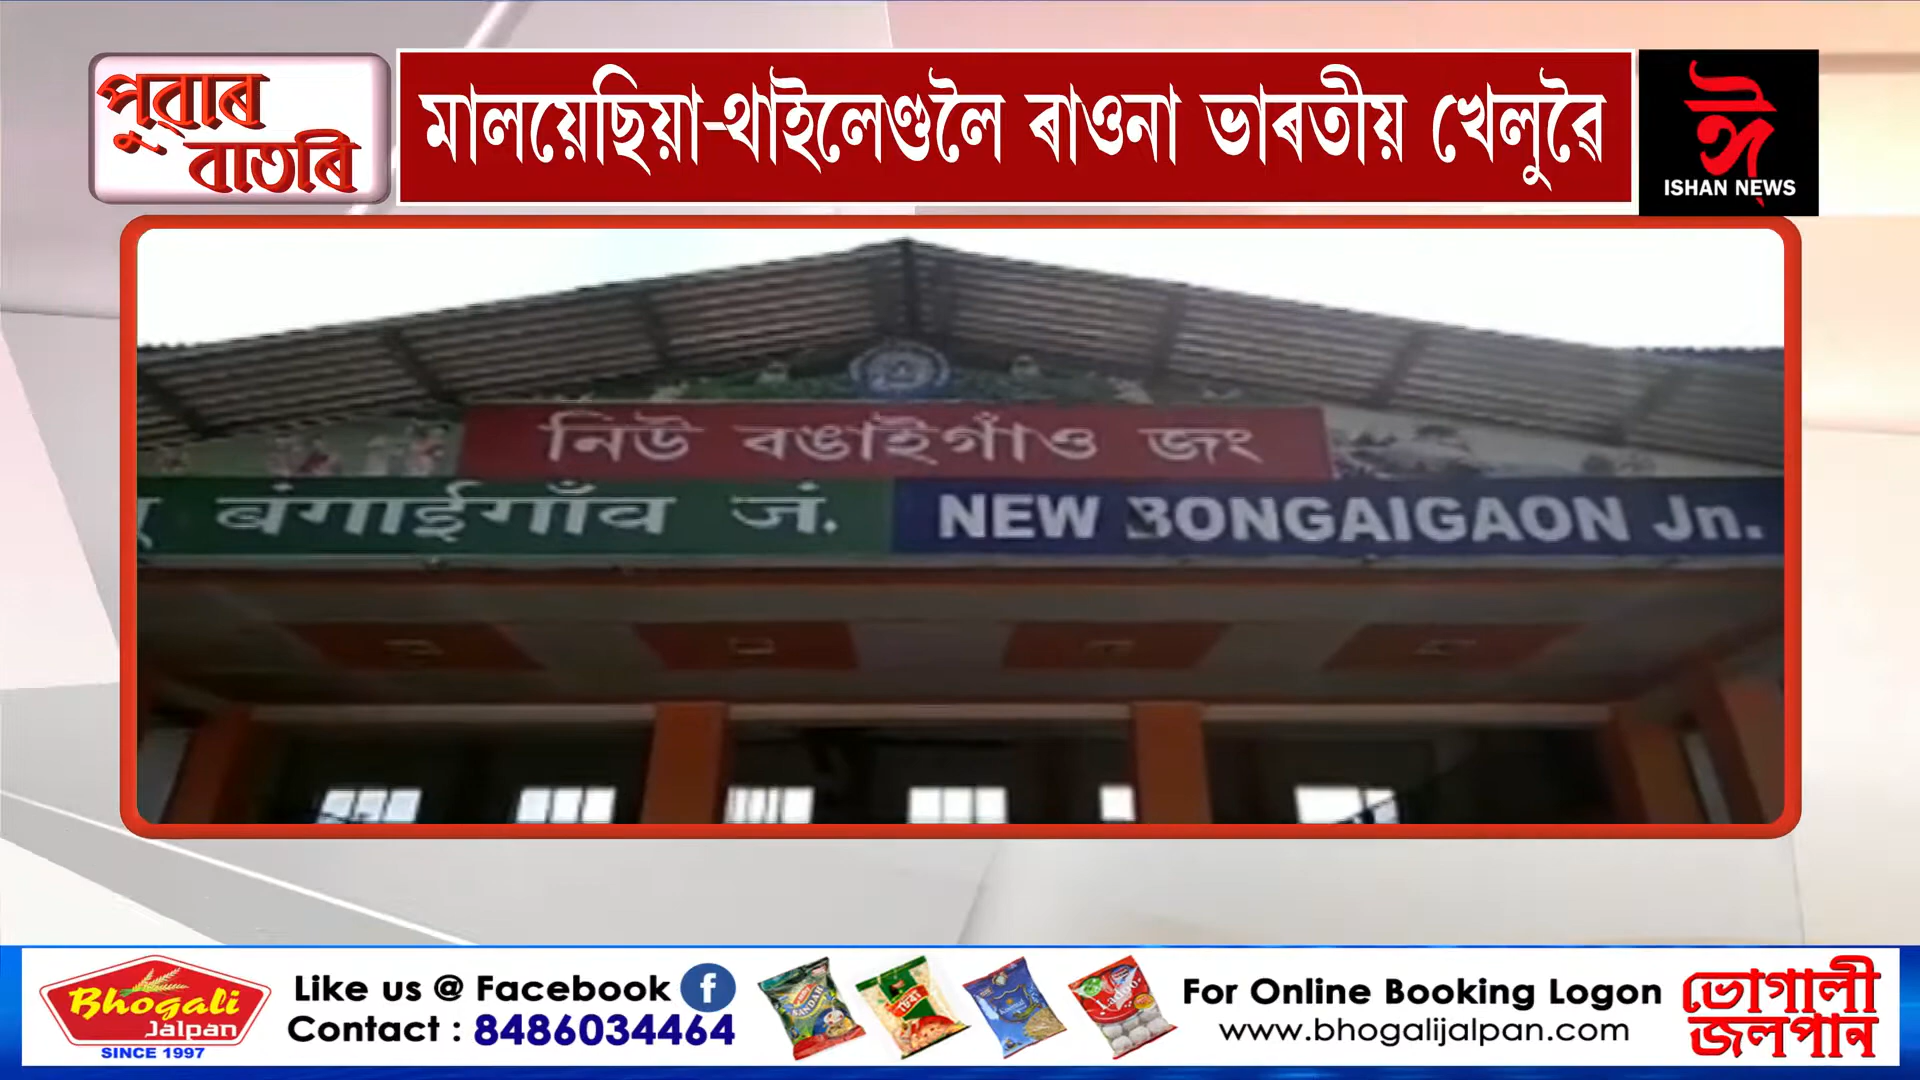 পুৱাৰ
বাতৰি
মালয়েছিয়া-থাইলেণ্ডলৈ ৰাওনা ভাৰতীয় খেলুৱৈ
ঈ
ISHAN NEWS
নিউ বঙাইগাঁও জং
बंगाईगाँव जं.
NEW BONGAIGAON Jn.
Bhogali
Jalpan
SINCE 1997
Like us @ Facebook f
Contact : 8486034464
For Online Booking Logon
www.bhogalijalpan.com
ভোগালী
জলপান